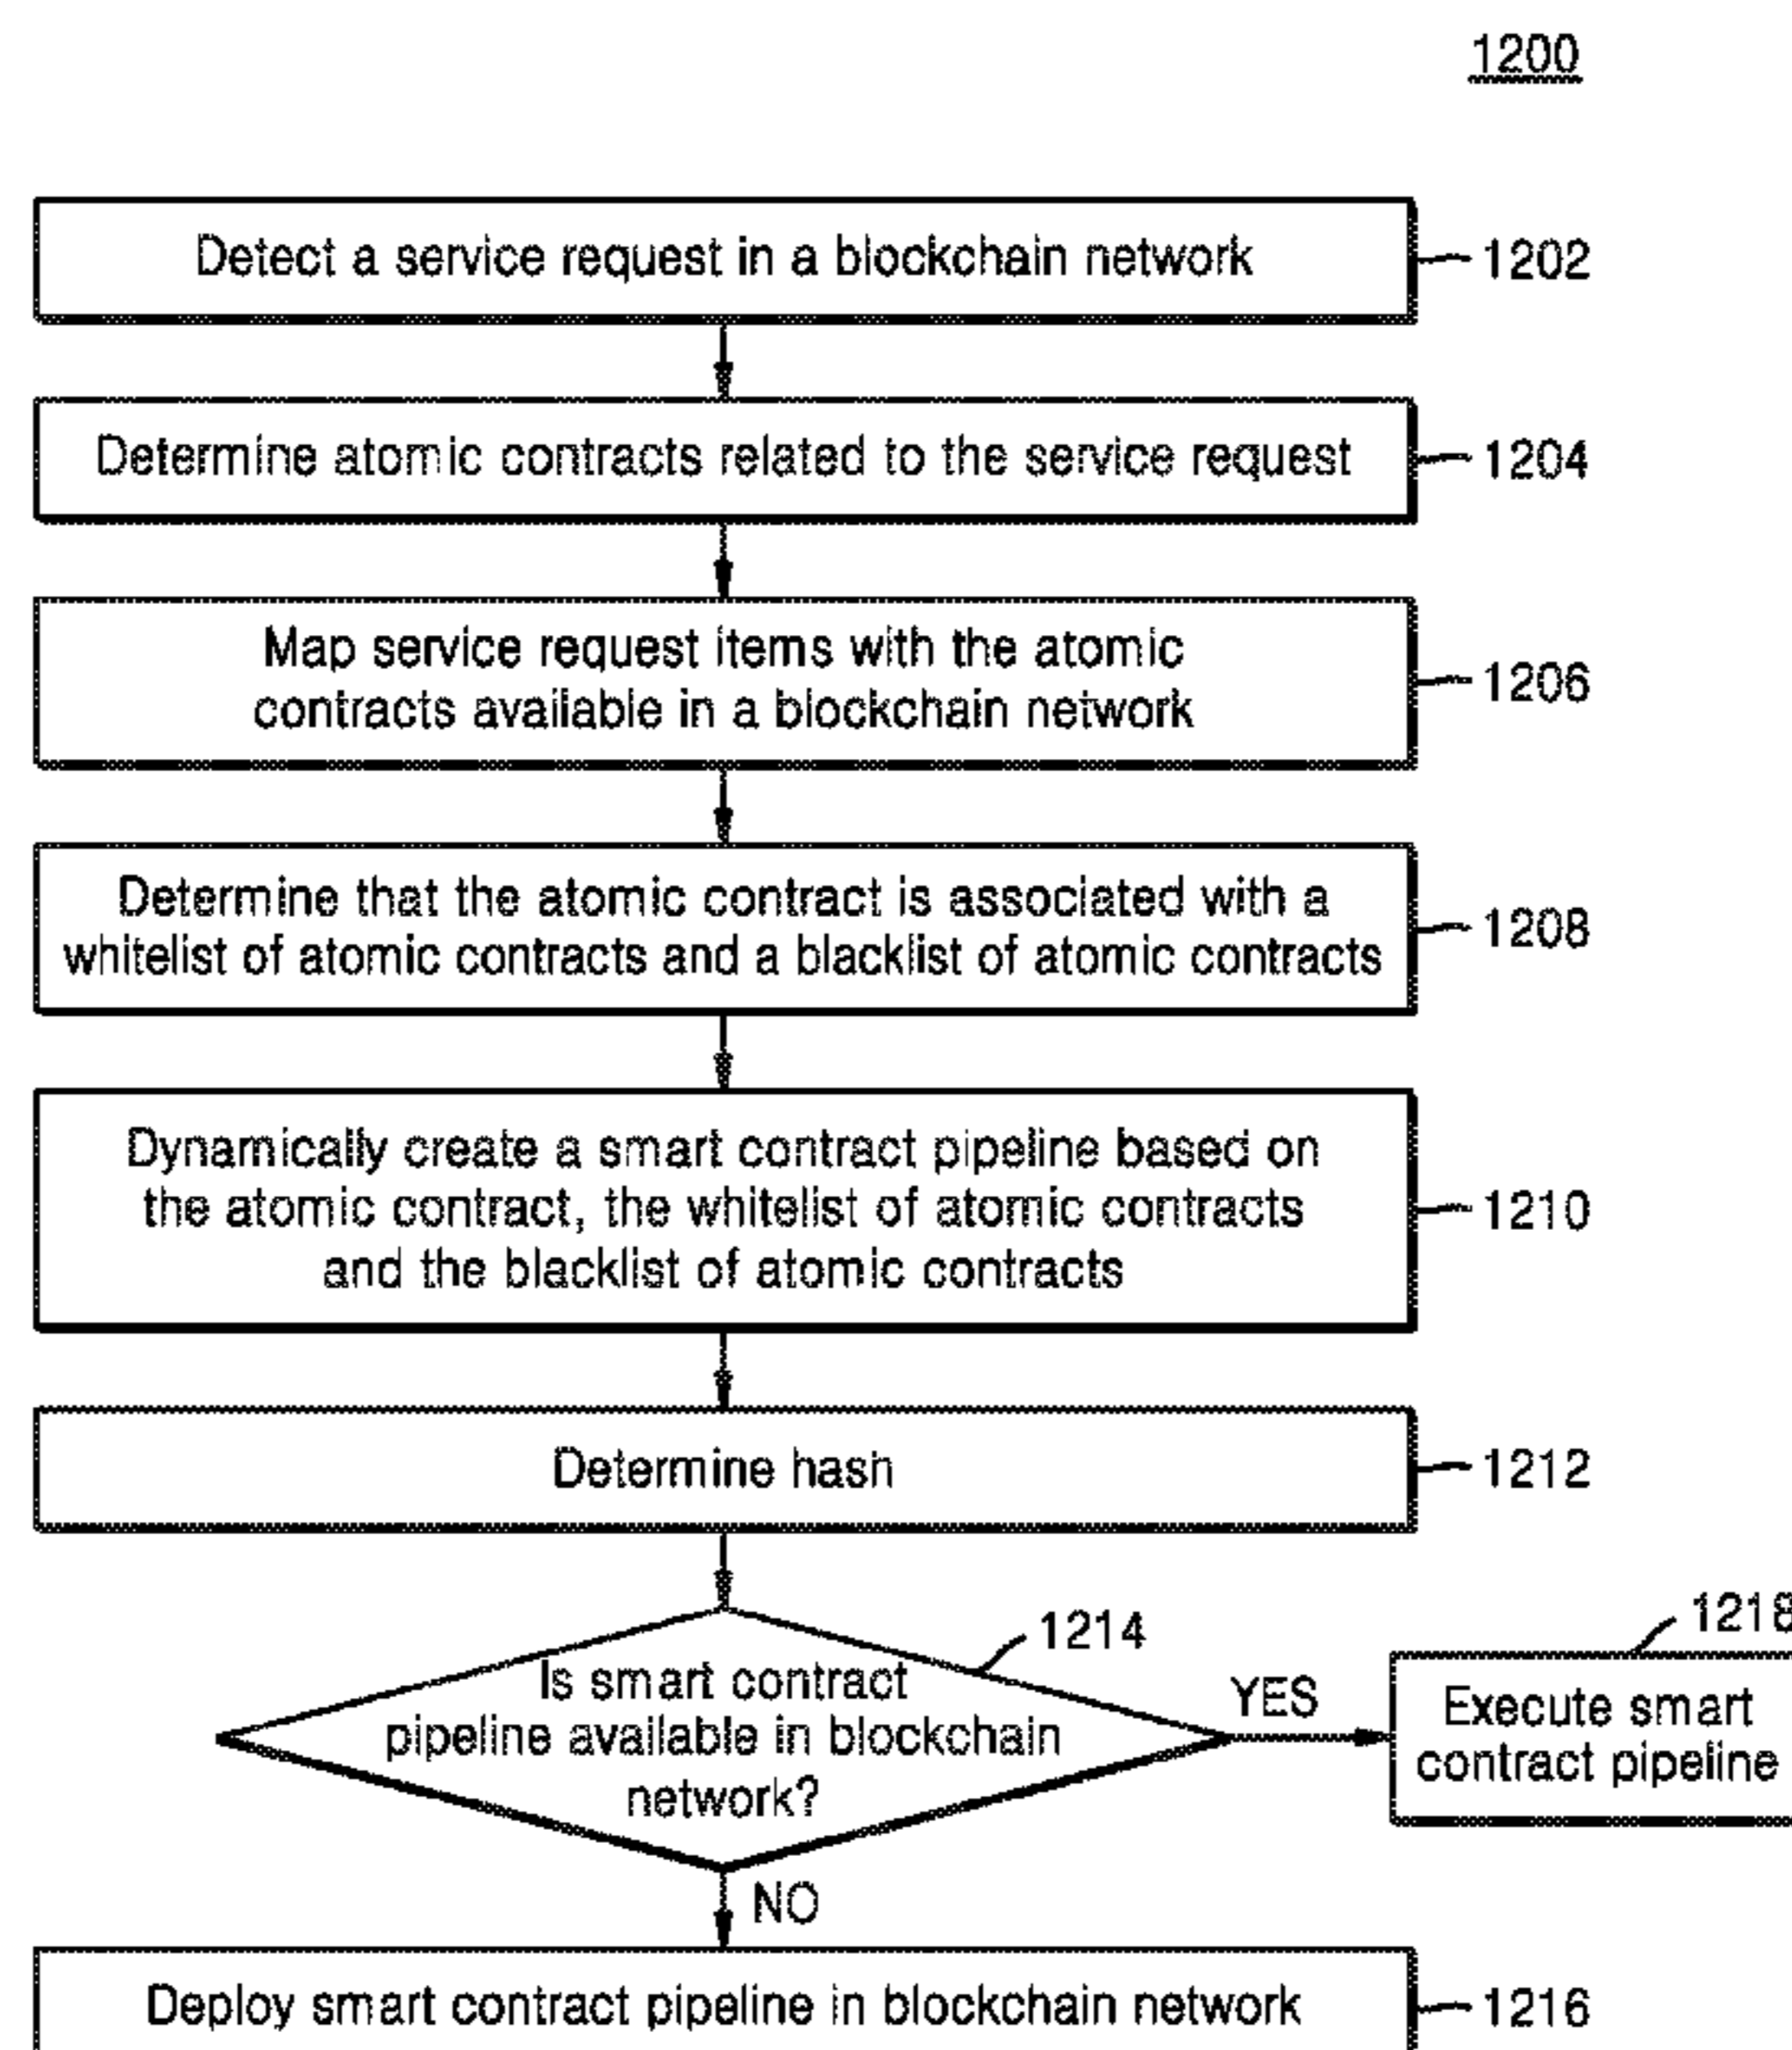 1200
Detect a service request in a blockchain network
1202
Determine atomic contracts related to the service request
1204
Map service request items with the atomic
contracts available in a blockchain network
1206
Determine that the atomic contract is associated with a
whitelist of atomic contracts and a blacklist of atomic contracts
1208
Dynamically create a smart contract pipeline based on
the atomic contract, the whitelist of atomic contracts
and the blacklist of atomic contracts
1210
Determine hash
1212
1214
Is smart contract
pipeline available in blockchain
network?
YES
1218
Execute smart
contract pipeline
NO
Deploy smart contract pipeline in blockchain network
1216